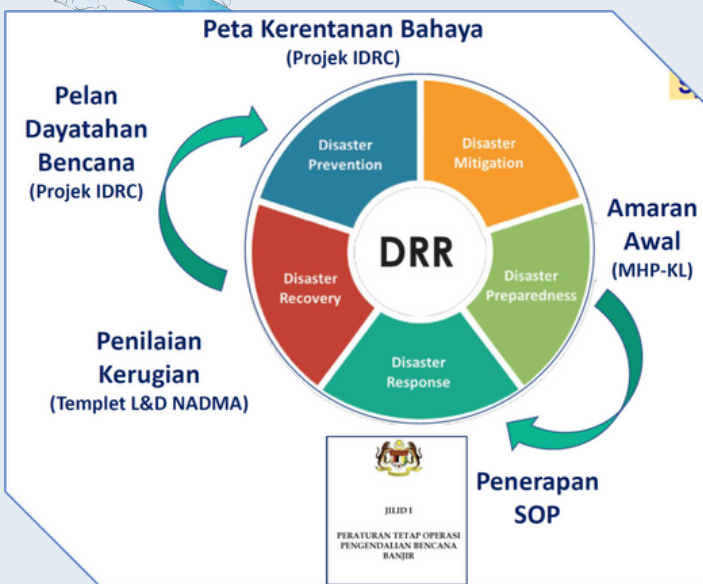 Peta Kerentanan Bahaya
(Projek IDRC)
Pelan
Dayatahan
Bencana
(Projek IDRC)
Disaster
Prevention
Disaster
Mitigation
Amaran
Awal
(MHP-KL)
DRR
Disaster
Recovery
Disaster
Preparedness
Disaster
Response
Penilaian
Kerugian
(Templet L&D NADMA)
Penerapan
SOP
JILID I
PERATURAN TETAP OPERASI
PENGENDALIAN BENCANA
BANJIR